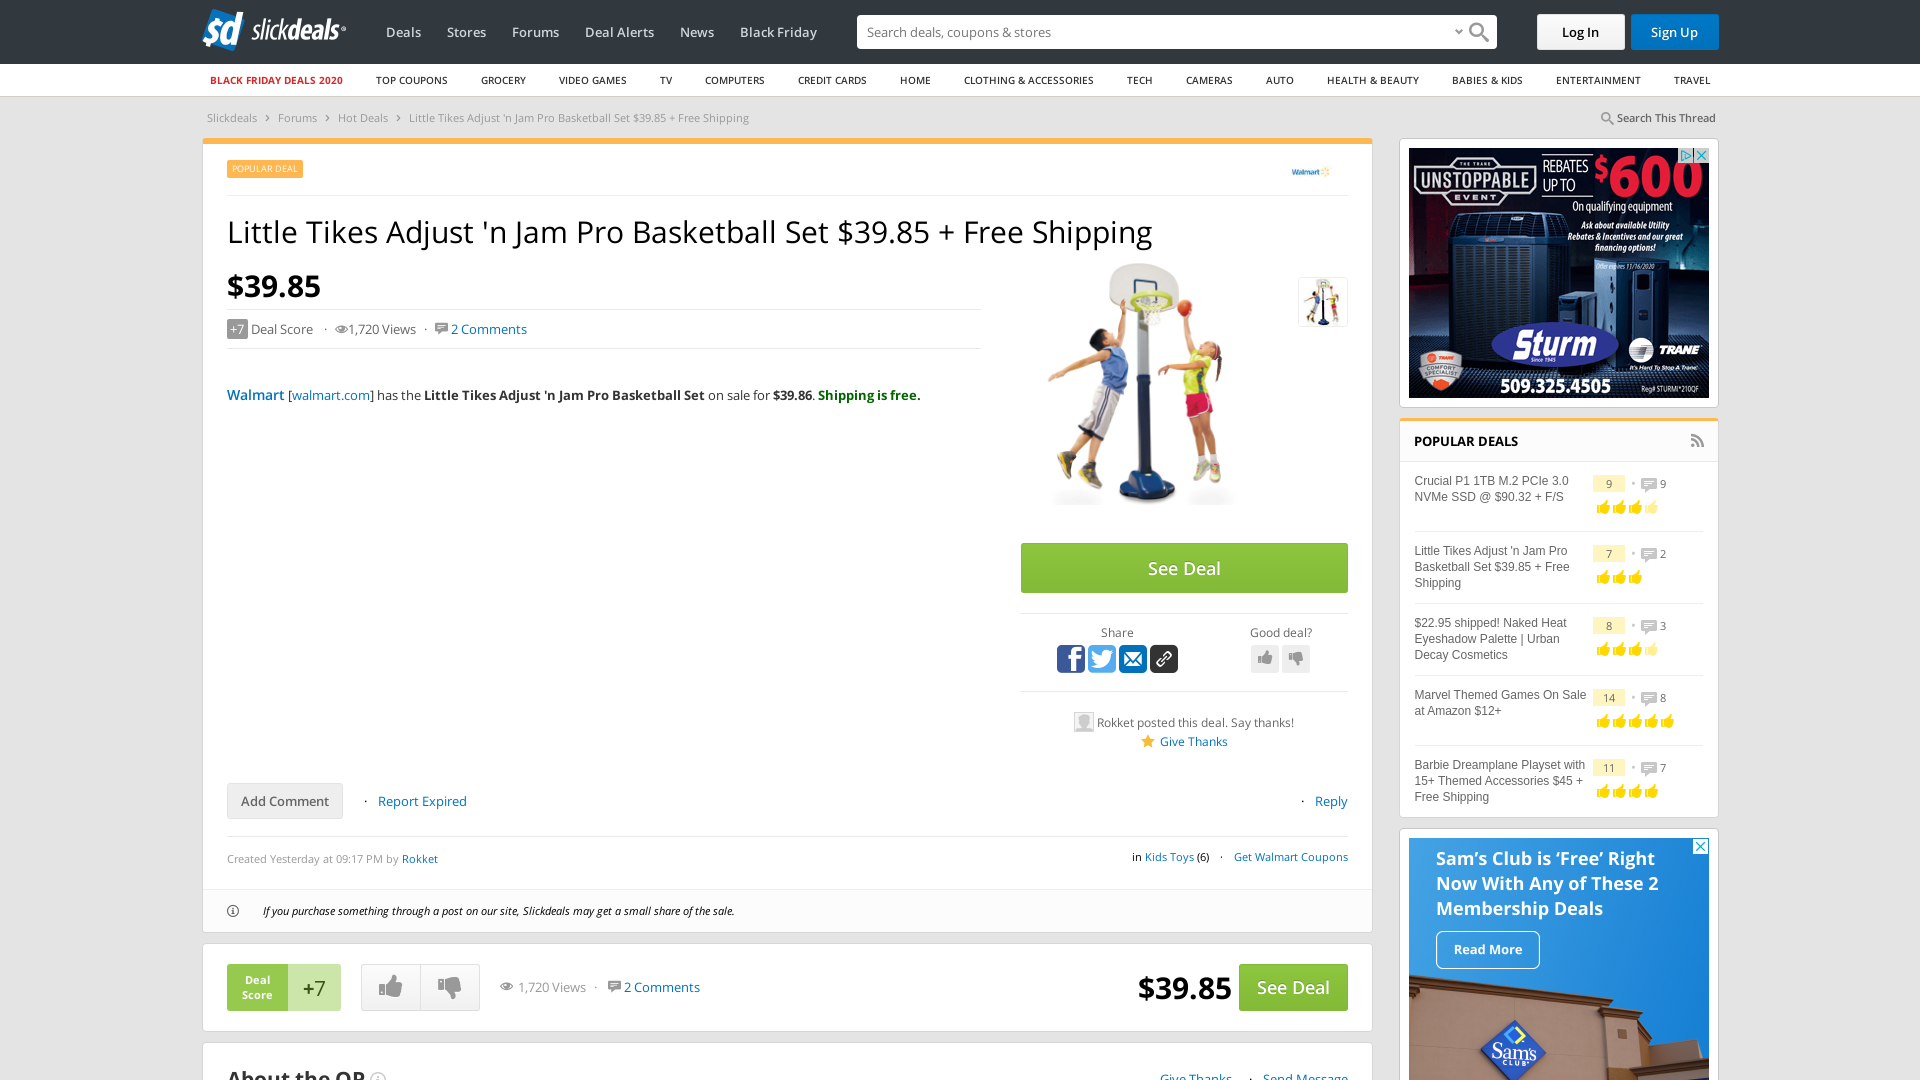 sd slickdeals
Deals Stores Forums Deal Alerts News Black Friday
Search deals, coupons & stores
Log In
Sign Up
BLACK FRIDAY DEALS 2020 TOP COUPONS GROCERY VIDEO GAMES TV COMPUTERS CREDIT CARDS HOME CLOTHING & ACCESSORIES TECH CAMERAS AUTO HEALTH & BEAUTY BABIES & KIDS ENTERTAINMENT TRAVEL
Slickdeals > Forums > Hot Deals > Little Tikes Adjust 'n Jam Pro Basketball Set $39.85 + Free Shipping
Search This Thread
POPULAR DEAL
Walmart
Little Tikes Adjust 'n Jam Pro Basketball Set $39.85 + Free Shipping
$39.85
+7 Deal Score · 1,720 Views · 2 Comments
Walmart [walmart.com] has the Little Tikes Adjust 'n Jam Pro Basketball Set on sale for $39.86. Shipping is free.
See Deal
Share
Good deal?
Rokket posted this deal. Say thanks!
Give Thanks
Add Comment · Report Expired
· Reply
Created Yesterday at 09:17 PM by Rokket
in Kids Toys (6) · Get Walmart Coupons
If you purchase something through a post on our site, Slickdeals may get a small share of the sale.
Deal Score
+7
1,720 Views · 2 Comments
$39.85
See Deal
About the OP
Give Thanks · Send Message
THE TRANE
UNSTOPPABLE
EVENT
REBATES
UP TO
$600
On qualifying equipment
Ask about available Utility
Rebates & Incentives and our great
financing options!
Offer expires 11/16/2020
Sturm
Since 1945
TRANE
COMFORT
SPECIALIST
TRANE
It's Hard To Stop A Trane.
509.325.4505
Reg# STURMI*210QF
POPULAR DEALS
Crucial P1 1TB M.2 PCIe 3.0
NVMe SSD @ $90.32 + F/S
9 · 9
Little Tikes Adjust 'n Jam Pro
Basketball Set $39.85 + Free
Shipping
7 · 2
$22.95 shipped! Naked Heat
Eyeshadow Palette | Urban
Decay Cosmetics
8 · 3
Marvel Themed Games On Sale
at Amazon $12+
14 · 8
Barbie Dreamplane Playset with
15+ Themed Accessories $45 +
Free Shipping
11 · 7
Sam's Club is 'Free' Right
Now With Any of These 2
Membership Deals
Read More
Sam's
CLUB